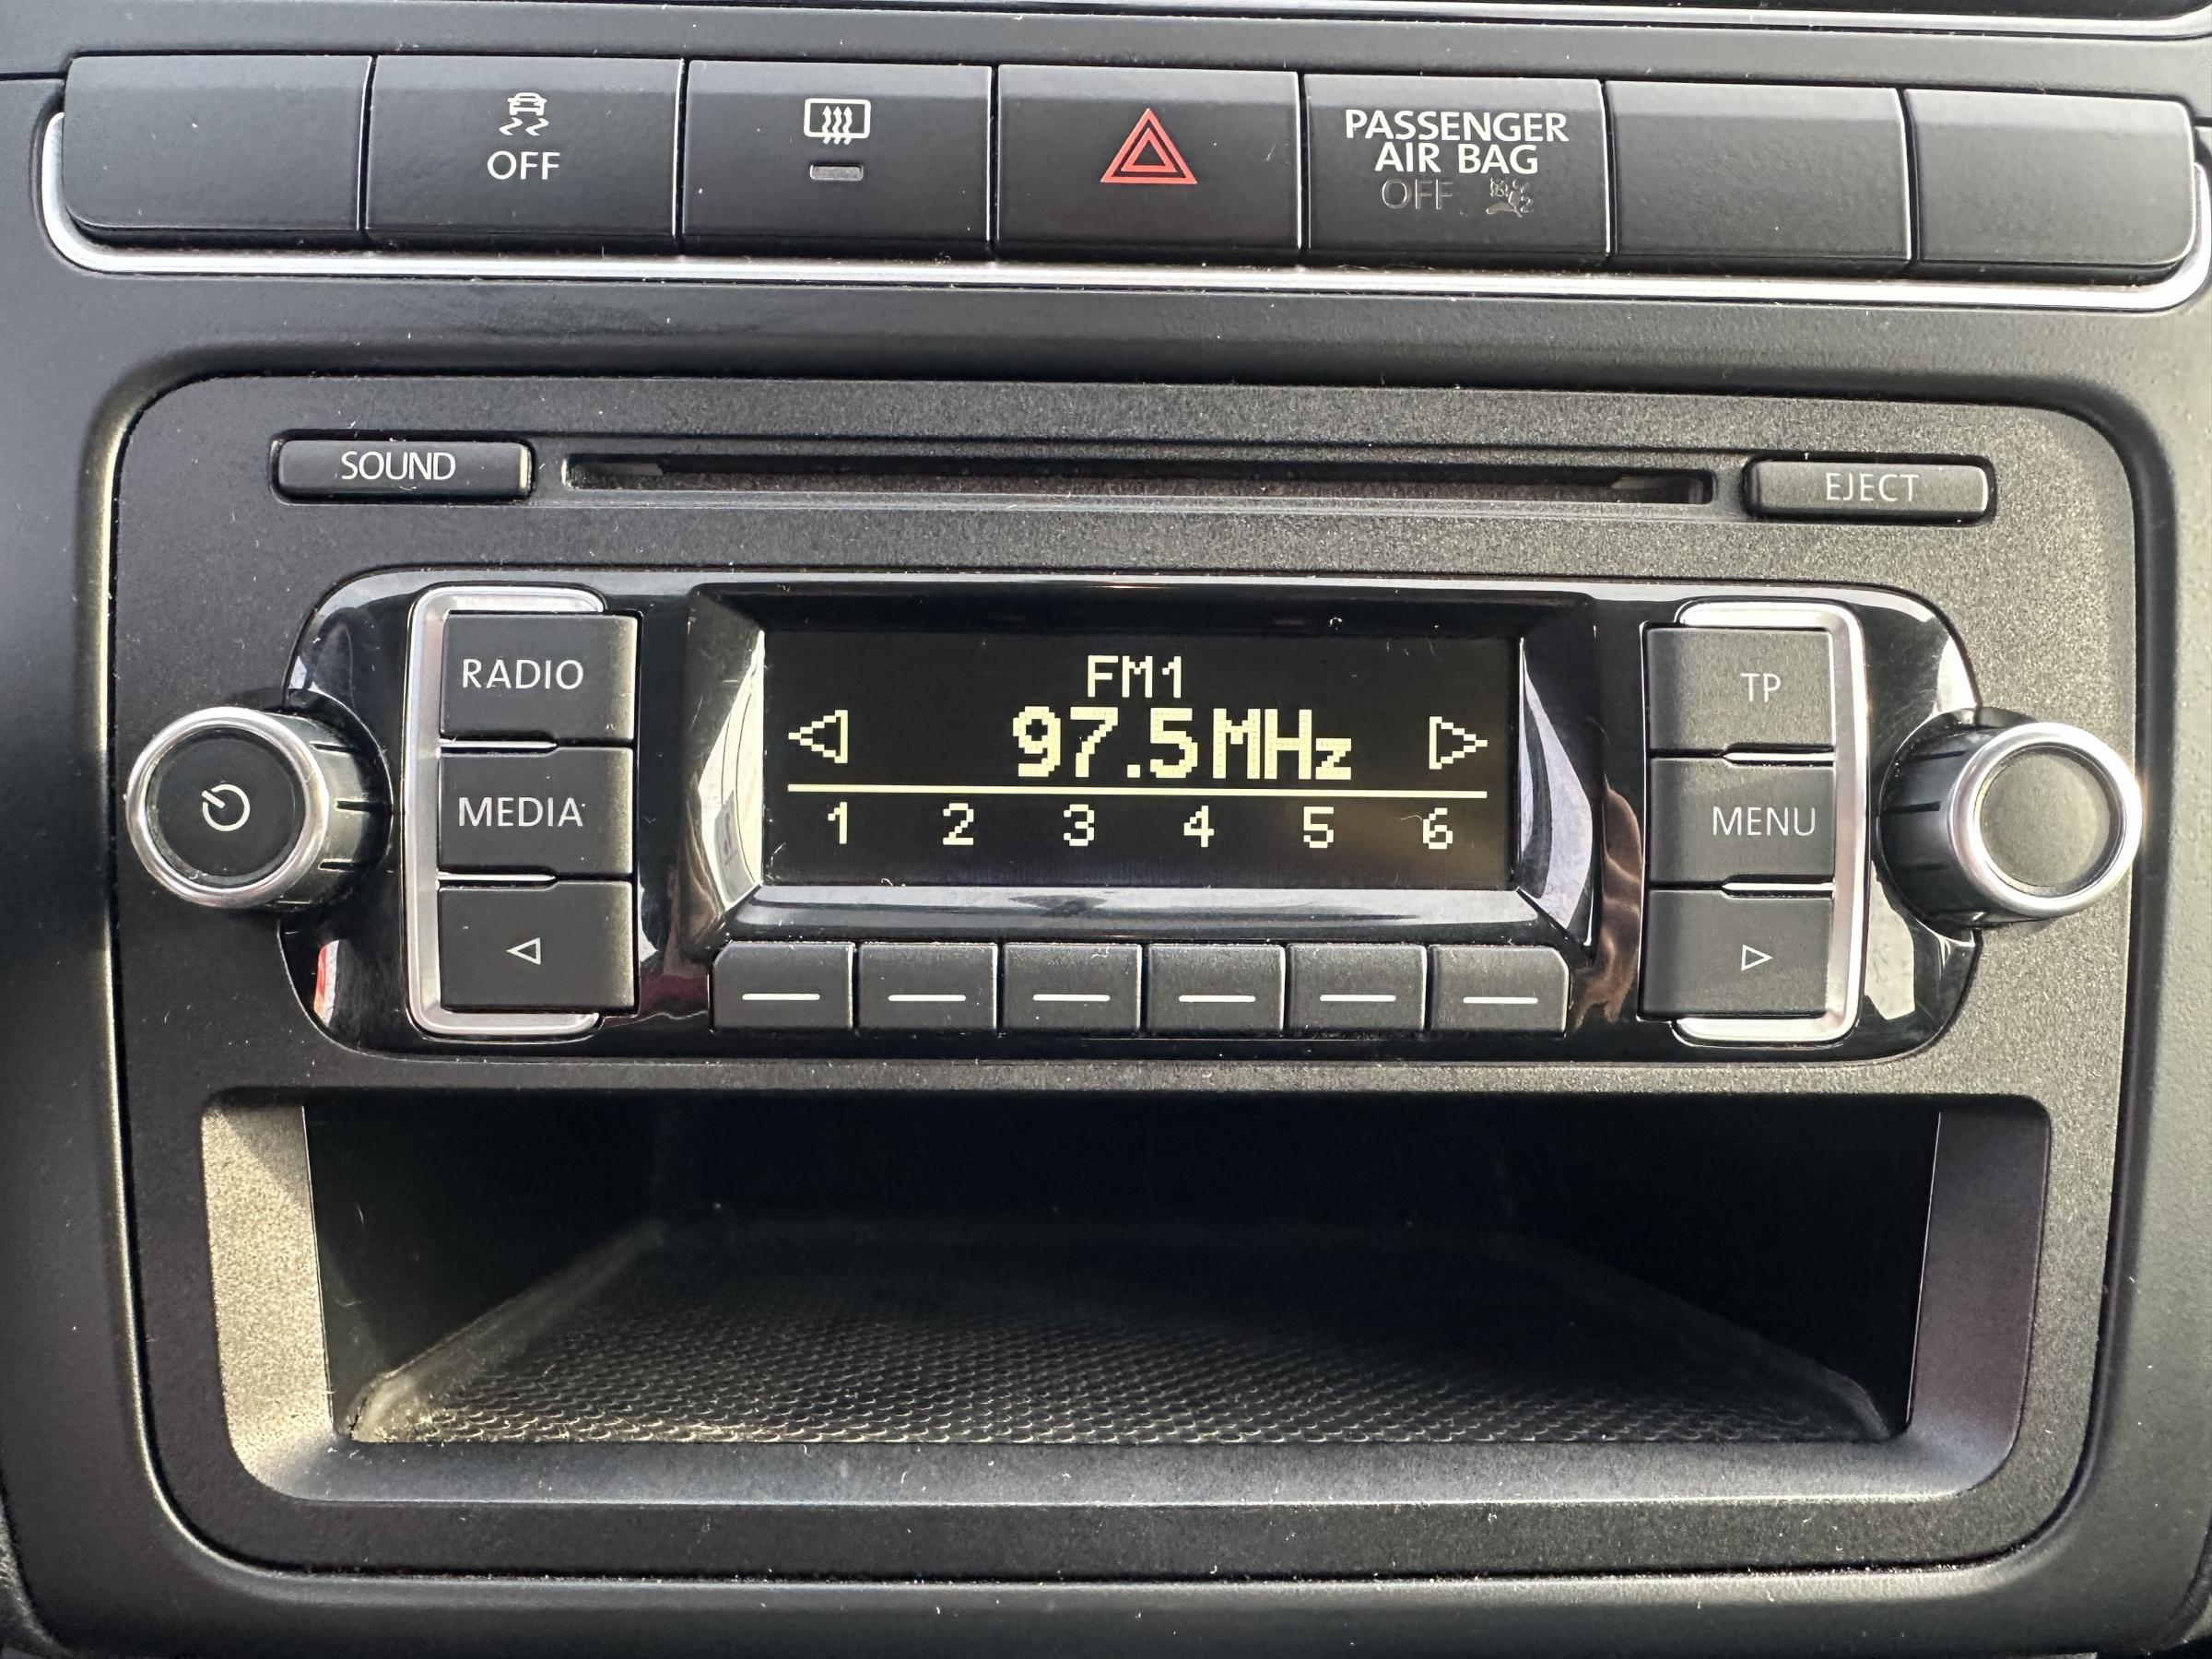 OFF
PASSENGER
AIR BAG
OFF
SOUND
EJECT
RADIO
MEDIA
FM1
97.5MHz
1 2 3 4 5 6
TP
MENU